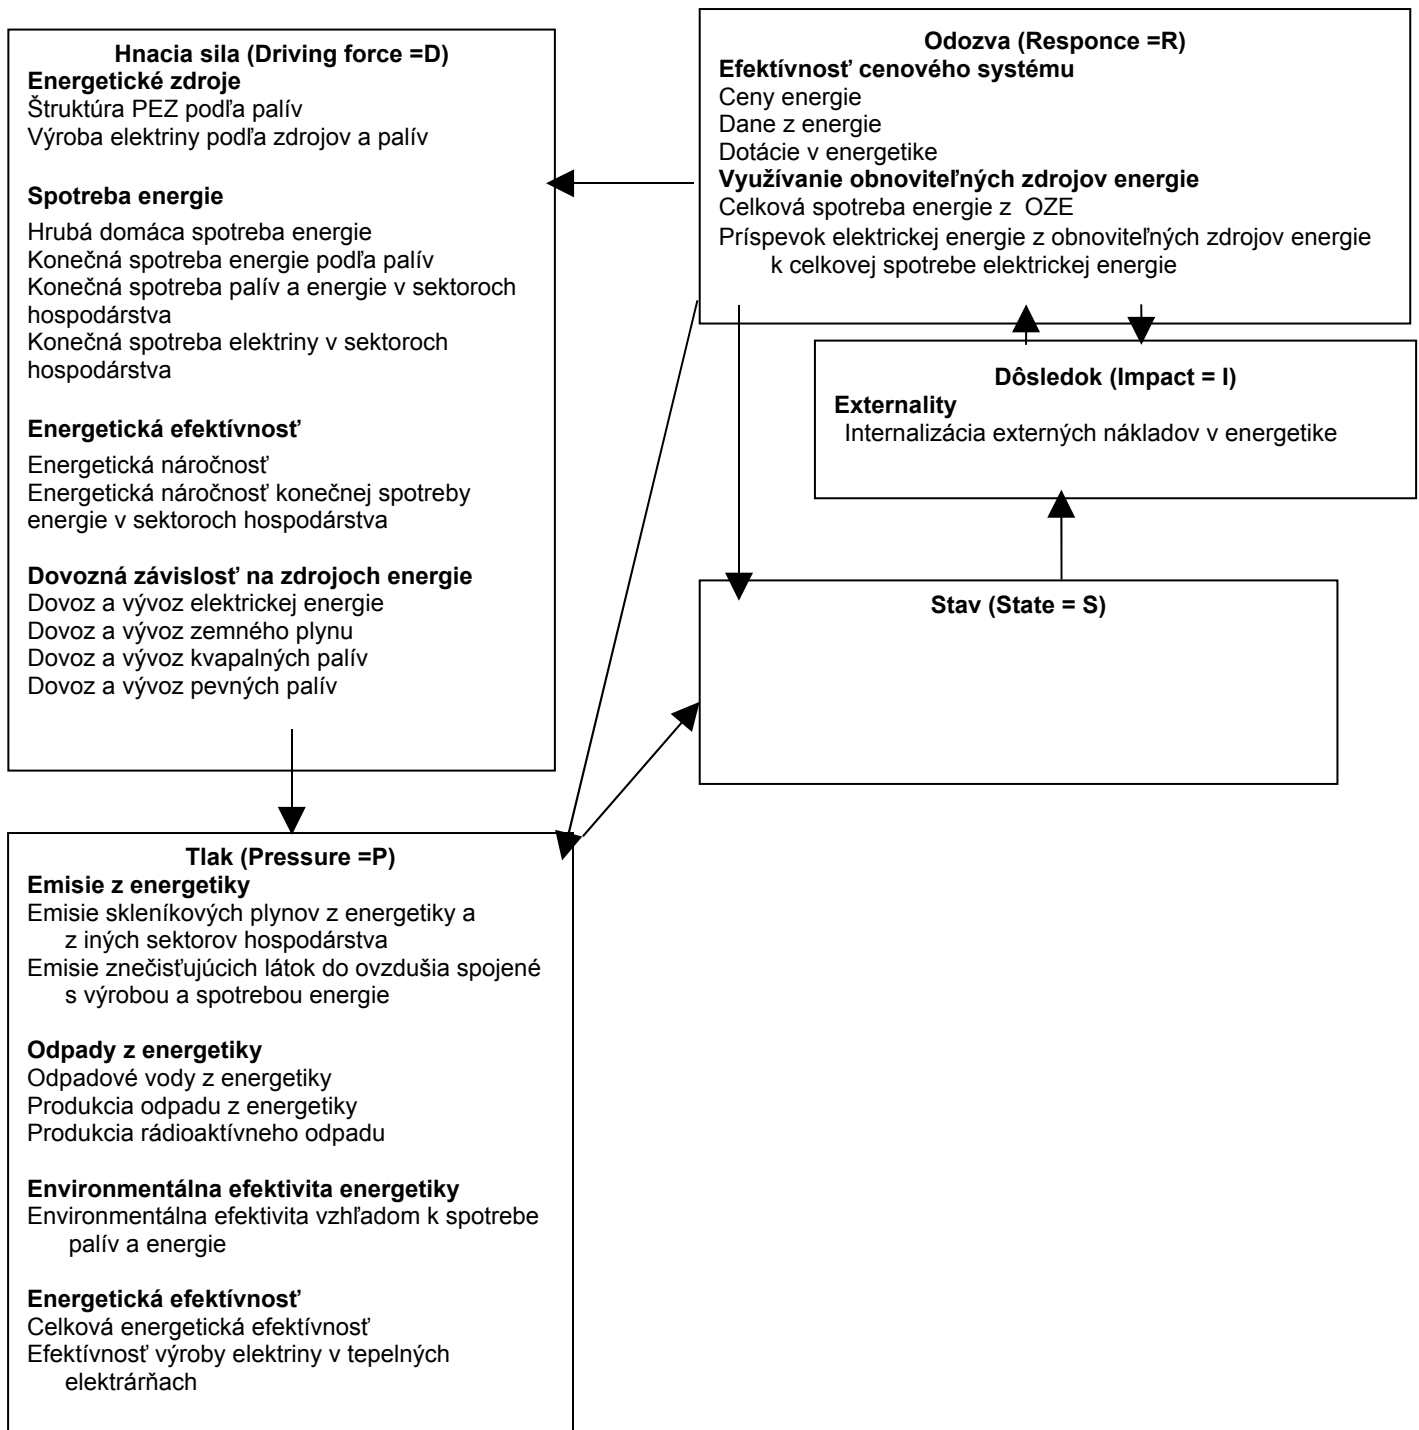 Hnacia sila (Driving force =D)
Energetické zdroje
Štruktúra PEZ podľa palív
Výroba elektriny podľa zdrojov a palív
Spotreba energie
Hrubá domáca spotreba energie
Konečná spotreba energie podľa palív
Konečná spotreba palív a energie v sektoroch
hospodárstva
Konečná spotreba elektriny v sektoroch
hospodárstva
Energetická efektívnosť
Energetická náročnosť
Energetická náročnosť konečnej spotreby
energie v sektoroch hospodárstva
Dovozná závislosť na zdrojoch energie
Dovoz a vývoz elektrickej energie
Dovoz a vývoz zemného plynu
Dovoz a vývoz kvapalných palív
Dovoz a vývoz pevných palív
Odozva (Responce =R)
Efektívnosť cenového systému
Ceny energie
Dane z energie
Dotácie v energetike
Využívanie obnoviteľných zdrojov energie
Celková spotreba energie z  OZE
Príspevok elektrickej energie z obnoviteľných zdrojov energie
k celkovej spotrebe elektrickej energie
Dôsledok (Impact = I)
Externality
Internalizácia externých nákladov v energetike
Stav (State = S)
Tlak (Pressure =P)
Emisie z energetiky
Emisie skleníkových plynov z energetiky a
z iných sektorov hospodárstva
Emisie znečisťujúcich látok do ovzdušia spojené
s výrobou a spotrebou energie
Odpady z energetiky
Odpadové vody z energetiky
Produkcia odpadu z energetiky
Produkcia rádioaktívneho odpadu
Environmentálna efektivita energetiky
Environmentálna efektivita vzhľadom k spotrebe
palív a energie
Energetická efektívnosť
Celková energetická efektívnosť
Efektívnosť výroby elektriny v tepelných
elektrárňach